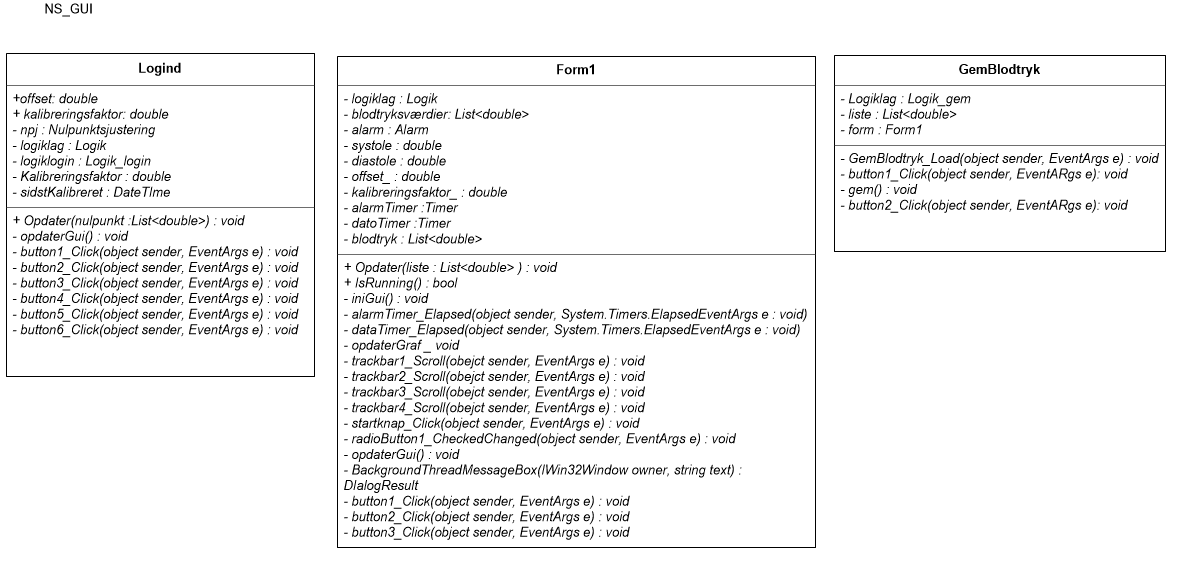 NS_GUI
Logind
+offset: double
+ kalibreringsfaktor: double
- npj : Nulpunktsjustering
- logiklag : Logik
- logiklogin : Logik_login
- Kalibreringsfaktor : double
- sidstKalibreret : DateTIme
+ Opdater(nulpunkt :List<double>) : void
- opdaterGui() : void
- button1_Click(object sender, EventArgs e) : void
- button2_Click(object sender, EventArgs e) : void
- button3_Click(object sender, EventArgs e) : void
- button4_Click(object sender, EventArgs e) : void
- button5_Click(object sender, EventArgs e) : void
- button6_Click(object sender, EventArgs e) : void
Form1
- logiklag : Logik
- blodtryksværdier: List<double>
- alarm : Alarm
- systole : double
- diastole : double
- offset_ : double
- kalibreringsfaktor_ : double
- alarmTimer :Timer
- datoTimer :Timer
- blodtryk : List<double>
+ Opdater(liste : List<double> ) : void
+ IsRunning() : bool
- iniGui() : void
- alarmTimer_Elapsed(object sender, System.Timers.ElapsedEventArgs e : void)
- dataTimer_Elapsed(object sender, System.Timers.ElapsedEventArgs e : void)
- opdaterGraf _ void
- trackbar1_Scroll(obejct sender, EventArgs e) : void
- trackbar2_Scroll(obejct sender, EventArgs e) : void
- trackbar3_Scroll(obejct sender, EventArgs e) : void
- trackbar4_Scroll(obejct sender, EventArgs e) : void
- startknap_Click(object sender, EventArgs e) : void
- radioButton1_CheckedChanged(object sender, EventArgs e) : void
- opdaterGui() : void
- BackgroundThreadMessageBox(IWin32Window owner, string text) :
DIalogResult
- button1_Click(object sender, EventArgs e) : void
- button2_Click(object sender, EventArgs e) : void
- button3_Click(object sender, EventArgs e) : void
GemBlodtryk
- Logiklag : Logik_gem
- liste : List<double>
- form : Form1
- GemBlodtryk_Load(object sender, EventArgs e) : void
- button1_Click(object sender, EventARgs e): void
- gem() : void
- button2_Click(object sender, EventARgs e): void